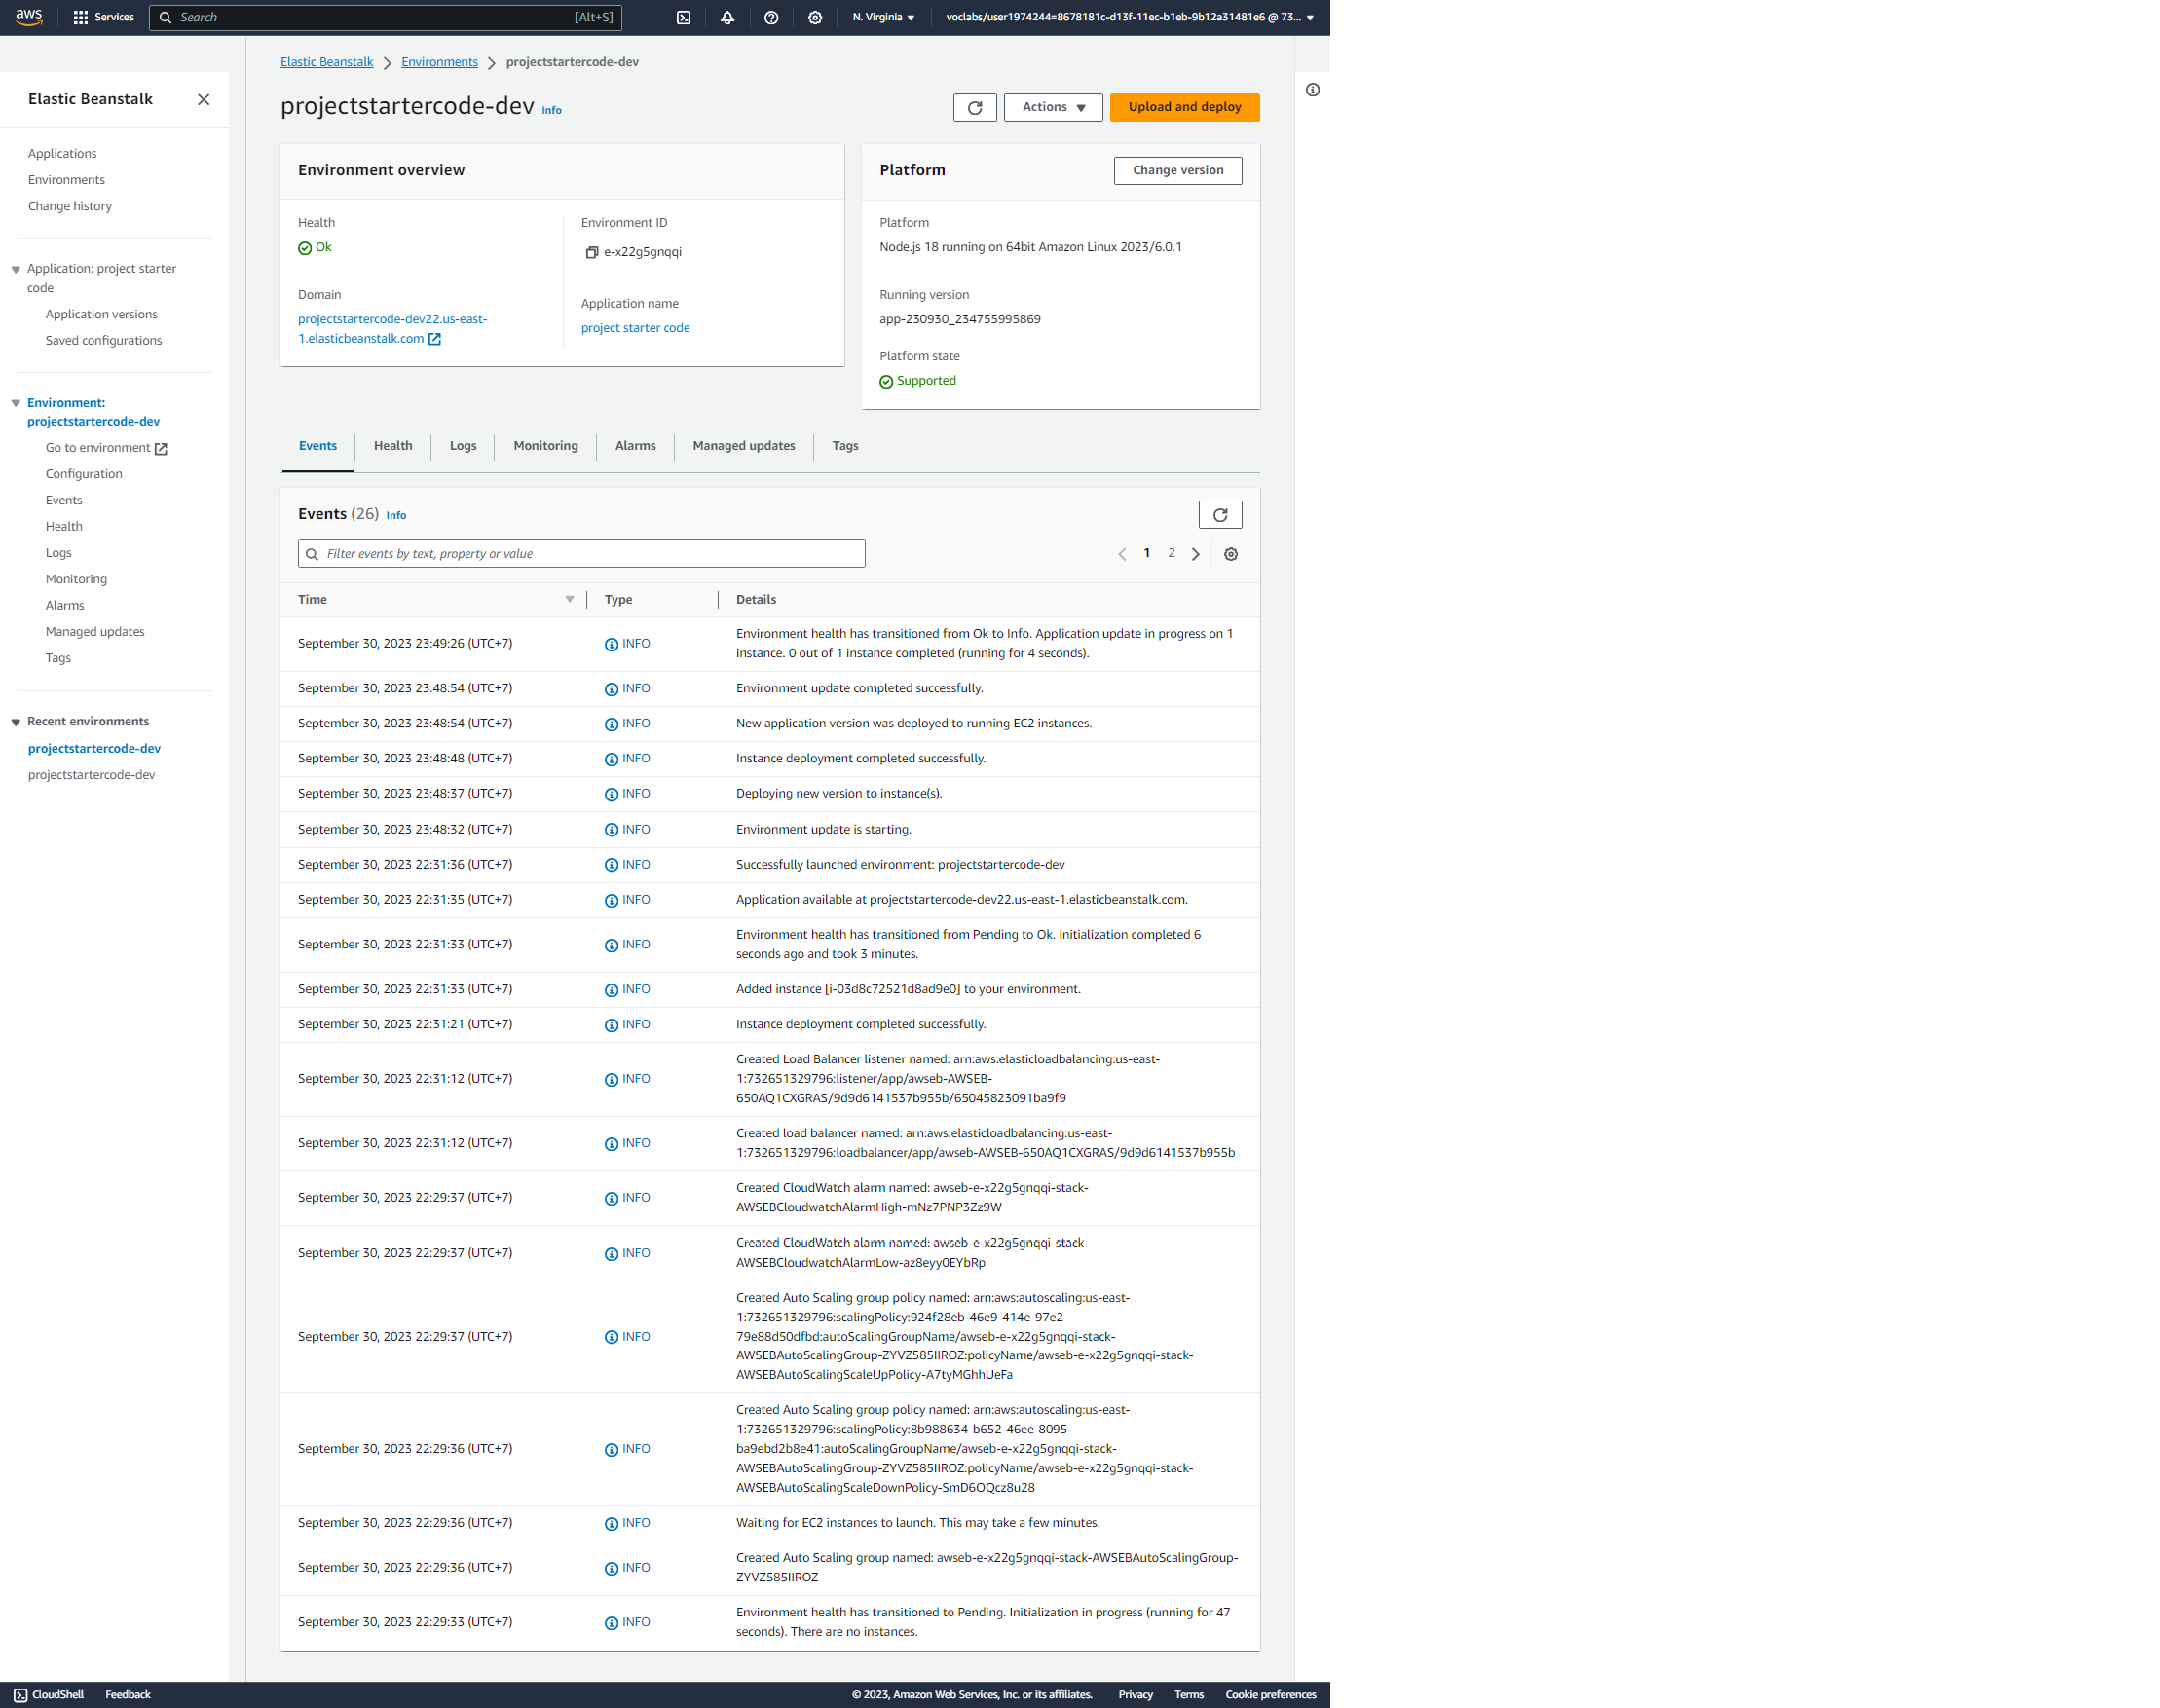 aws
Services
Search
[Alt+S]
N. Virginia
voclabs/user1974244=8678181c-d13f-11ec-b1eb-9b12a31481e6 @ 73...
Elastic Beanstalk
Applications
Environments
Change history
Application: project starter
code
Application versions
Saved configurations
Environment:
projectstartercode-dev
Go to environment
Configuration
Events
Health
Logs
Monitoring
Alarms
Managed updates
Tags
Recent environments
projectstartercode-dev
projectstartercode-dev
Elastic Beanstalk
Environments
projectstartercode-dev
projectstartercode-dev Info
Actions
Upload and deploy
Environment overview
Health
Ok
Domain
projectstartercode-dev22.us-east-
1.elasticbeanstalk.com
Environment ID
e-x22g5gnqqi
Application name
project starter code
Platform
Change version
Platform
Node.js 18 running on 64bit Amazon Linux 2023/6.0.1
Running version
app-230930_234755995869
Platform state
Supported
Events
Health
Logs
Monitoring
Alarms
Managed updates
Tags
Events (26) Info
Filter events by text, property or value
1 2
Time Type Details
September 30, 2023 23:49:26 (UTC+7) INFO Environment health has transitioned from Ok to Info. Application update in progress on 1
instance. 0 out of 1 instance completed (running for 4 seconds).
September 30, 2023 23:48:54 (UTC+7) INFO Environment update completed successfully.
September 30, 2023 23:48:54 (UTC+7) INFO New application version was deployed to running EC2 instances.
September 30, 2023 23:48:48 (UTC+7) INFO Instance deployment completed successfully.
September 30, 2023 23:48:37 (UTC+7) INFO Deploying new version to instance(s).
September 30, 2023 23:48:32 (UTC+7) INFO Environment update is starting.
September 30, 2023 22:31:36 (UTC+7) INFO Successfully launched environment: projectstartercode-dev
September 30, 2023 22:31:35 (UTC+7) INFO Application available at projectstartercode-dev22.us-east-1.elasticbeanstalk.com.
September 30, 2023 22:31:33 (UTC+7) INFO Environment health has transitioned from Pending to Ok. Initialization completed 6
seconds ago and took 3 minutes.
September 30, 2023 22:31:33 (UTC+7) INFO Added instance [i-03d8c72521d8ad9e0] to your environment.
September 30, 2023 22:31:21 (UTC+7) INFO Instance deployment completed successfully.
September 30, 2023 22:31:12 (UTC+7) INFO Created Load Balancer listener named: arn:aws:elasticloadbalancing:us-east-
1:732651329796:listener/app/awseb-AWSEB-
650AQ1CXGRAS/9d9d6141537b955b/65045823091ba9f9
September 30, 2023 22:31:12 (UTC+7) INFO Created load balancer named: arn:aws:elasticloadbalancing:us-east-
1:732651329796:loadbalancer/app/awseb-AWSEB-650AQ1CXGRAS/9d9d6141537b955b
September 30, 2023 22:29:37 (UTC+7) INFO Created CloudWatch alarm named: awseb-e-x22g5gnqqi-stack-
AWSEBCloudwatchAlarmHigh-mNz7PNP3Zz9W
September 30, 2023 22:29:37 (UTC+7) INFO Created CloudWatch alarm named: awseb-e-x22g5gnqqi-stack-
AWSEBCloudwatchAlarmLow-az8eyy0EYbRp
September 30, 2023 22:29:37 (UTC+7) INFO Created Auto Scaling group policy named: arn:aws:autoscaling:us-east-
1:732651329796:scalingPolicy:924f28eb-46e9-414e-97e2-
79e88d50dfbd:autoScalingGroupName/awseb-e-x22g5gnqqi-stack-
AWSEBAutoScalingGroup-ZYVZ585IIROZ:policyName/awseb-e-x22g5gnqqi-stack-
AWSEBAutoScalingScaleUpPolicy-A7tyMGhhUeFa
September 30, 2023 22:29:36 (UTC+7) INFO Created Auto Scaling group policy named: arn:aws:autoscaling:us-east-
1:732651329796:scalingPolicy:8b988634-b652-46ee-8095-
ba9ebd2b8e41:autoScalingGroupName/awseb-e-x22g5gnqqi-stack-
AWSEBAutoScalingGroup-ZYVZ585IIROZ:policyName/awseb-e-x22g5gnqqi-stack-
AWSEBAutoScalingScaleDownPolicy-SmD6OQcz8u28
September 30, 2023 22:29:36 (UTC+7) INFO Waiting for EC2 instances to launch. This may take a few minutes.
September 30, 2023 22:29:36 (UTC+7) INFO Created Auto Scaling group named: awseb-e-x22g5gnqqi-stack-AWSEBAutoScalingGroup-
ZYVZ585IIROZ
September 30, 2023 22:29:33 (UTC+7) INFO Environment health has transitioned to Pending. Initialization in progress (running for 47
seconds). There are no instances.
CloudShell
Feedback
© 2023, Amazon Web Services, Inc. or its affiliates.
Privacy
Terms
Cookie preferences